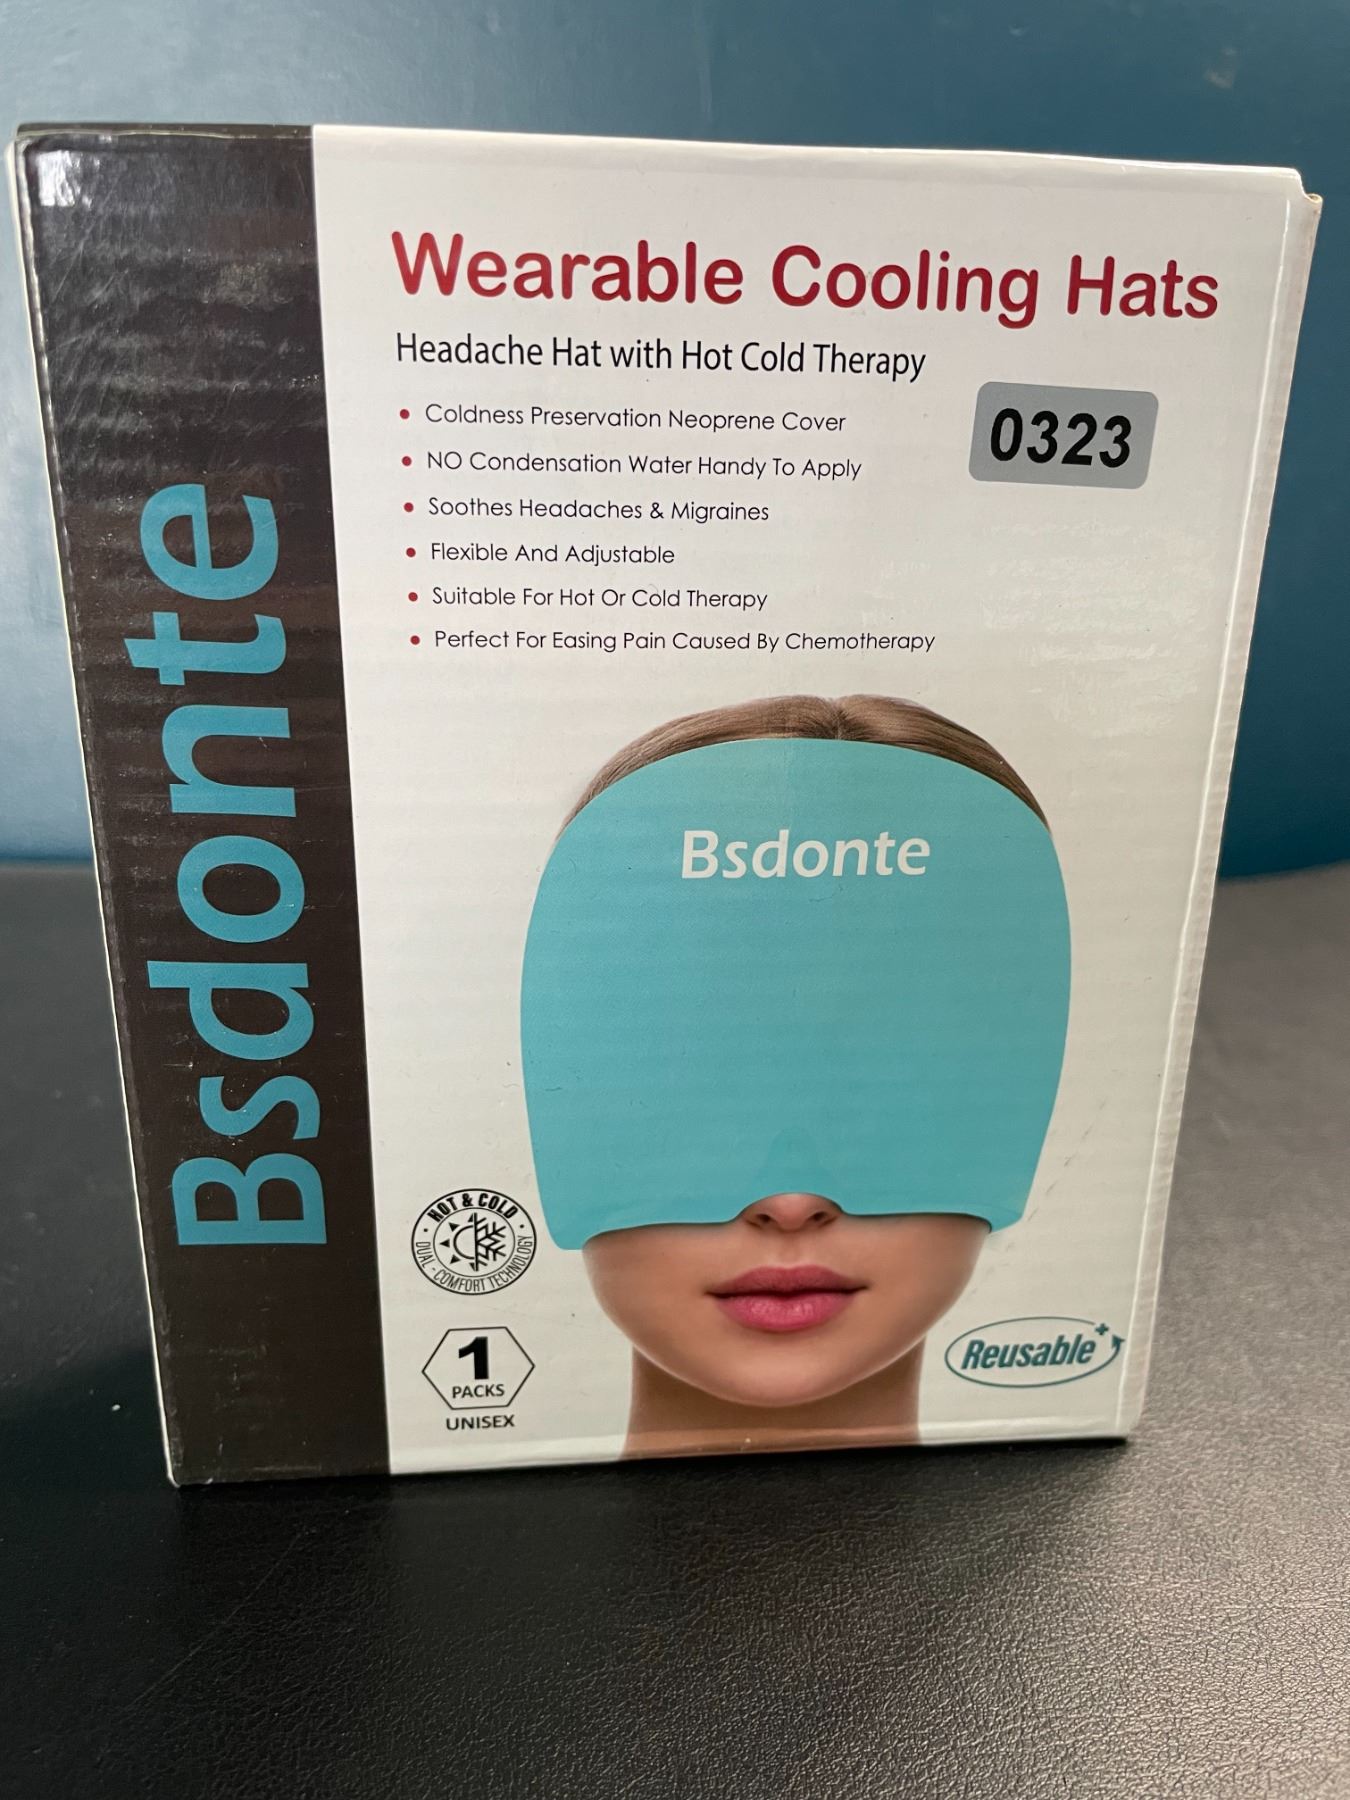 Wearable Cooling Hats
Headache Hat with Hot Cold Therapy
• Coldness Preservation Neoprene Cover
• NO Condensation Water Handy To Apply
• Soothes Headaches & Migraines
• Flexible And Adjustable
• Suitable For Hot Or Cold Therapy
• Perfect For Easing Pain Caused By Chemotherapy
0323
Bsdonte
Bsdonte
HOT & COLD
DUAL - COMFORT TECHNOLOGY
1
PACKS
UNISEX
Reusable